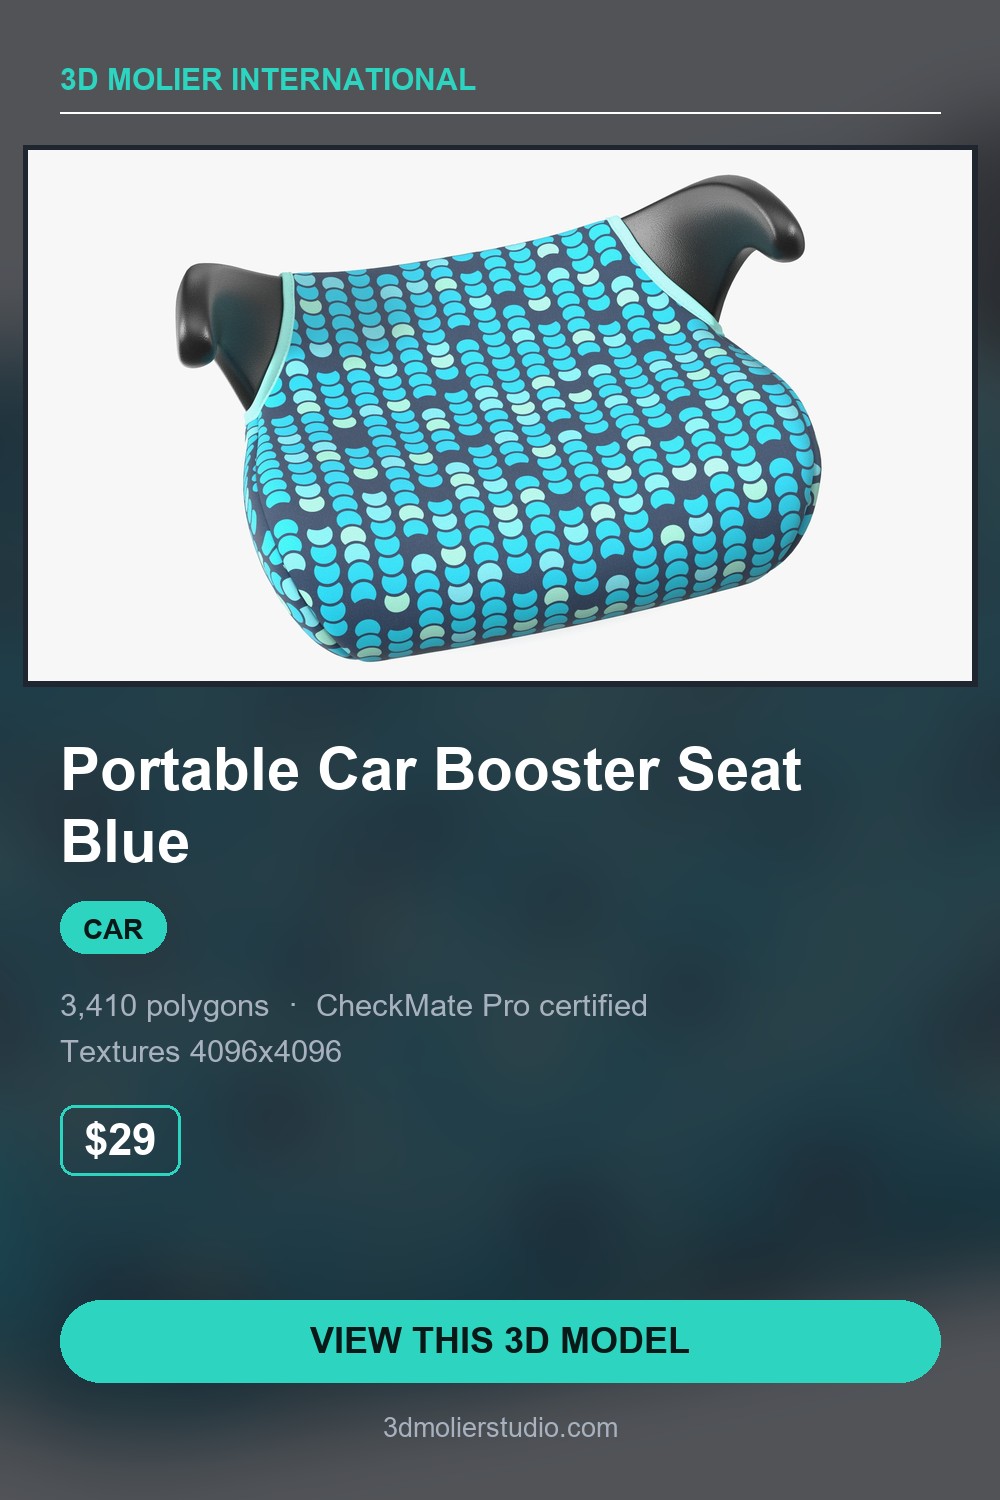 3D MOLIER INTERNATIONAL
Portable Car Booster Seat
Blue
CAR
3,410 polygons · CheckMate Pro certified
Textures 4096x4096
$29
VIEW THIS 3D MODEL
3dmolierstudio.com